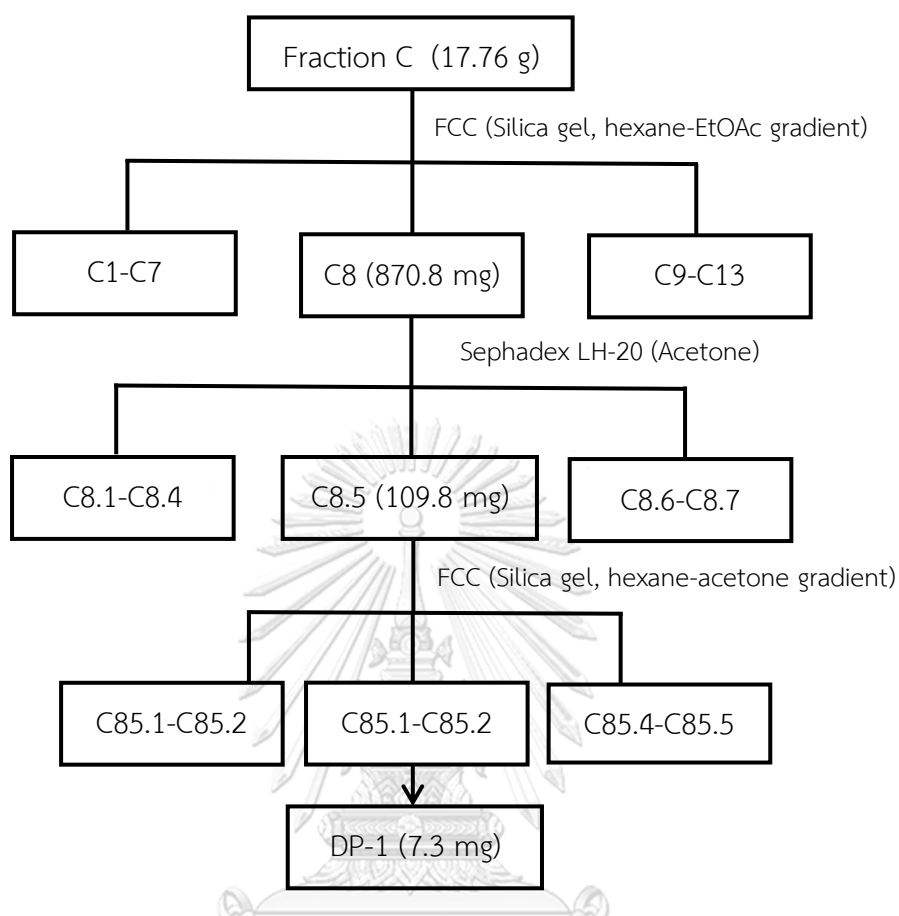 Fraction C (17.76 g)
FCC (Silica gel, hexane-EtOAc gradient)
C1-C7
C8 (870.8 mg)
C9-C13
Sephadex LH-20 (Acetone)
C8.1-C8.4
C8.5 (109.8 mg)
C8.6-C8.7
FCC (Silica gel, hexane-acetone gradient)
C85.1-C85.2
C85.1-C85.2
C85.4-C85.5
DP-1 (7.3 mg)